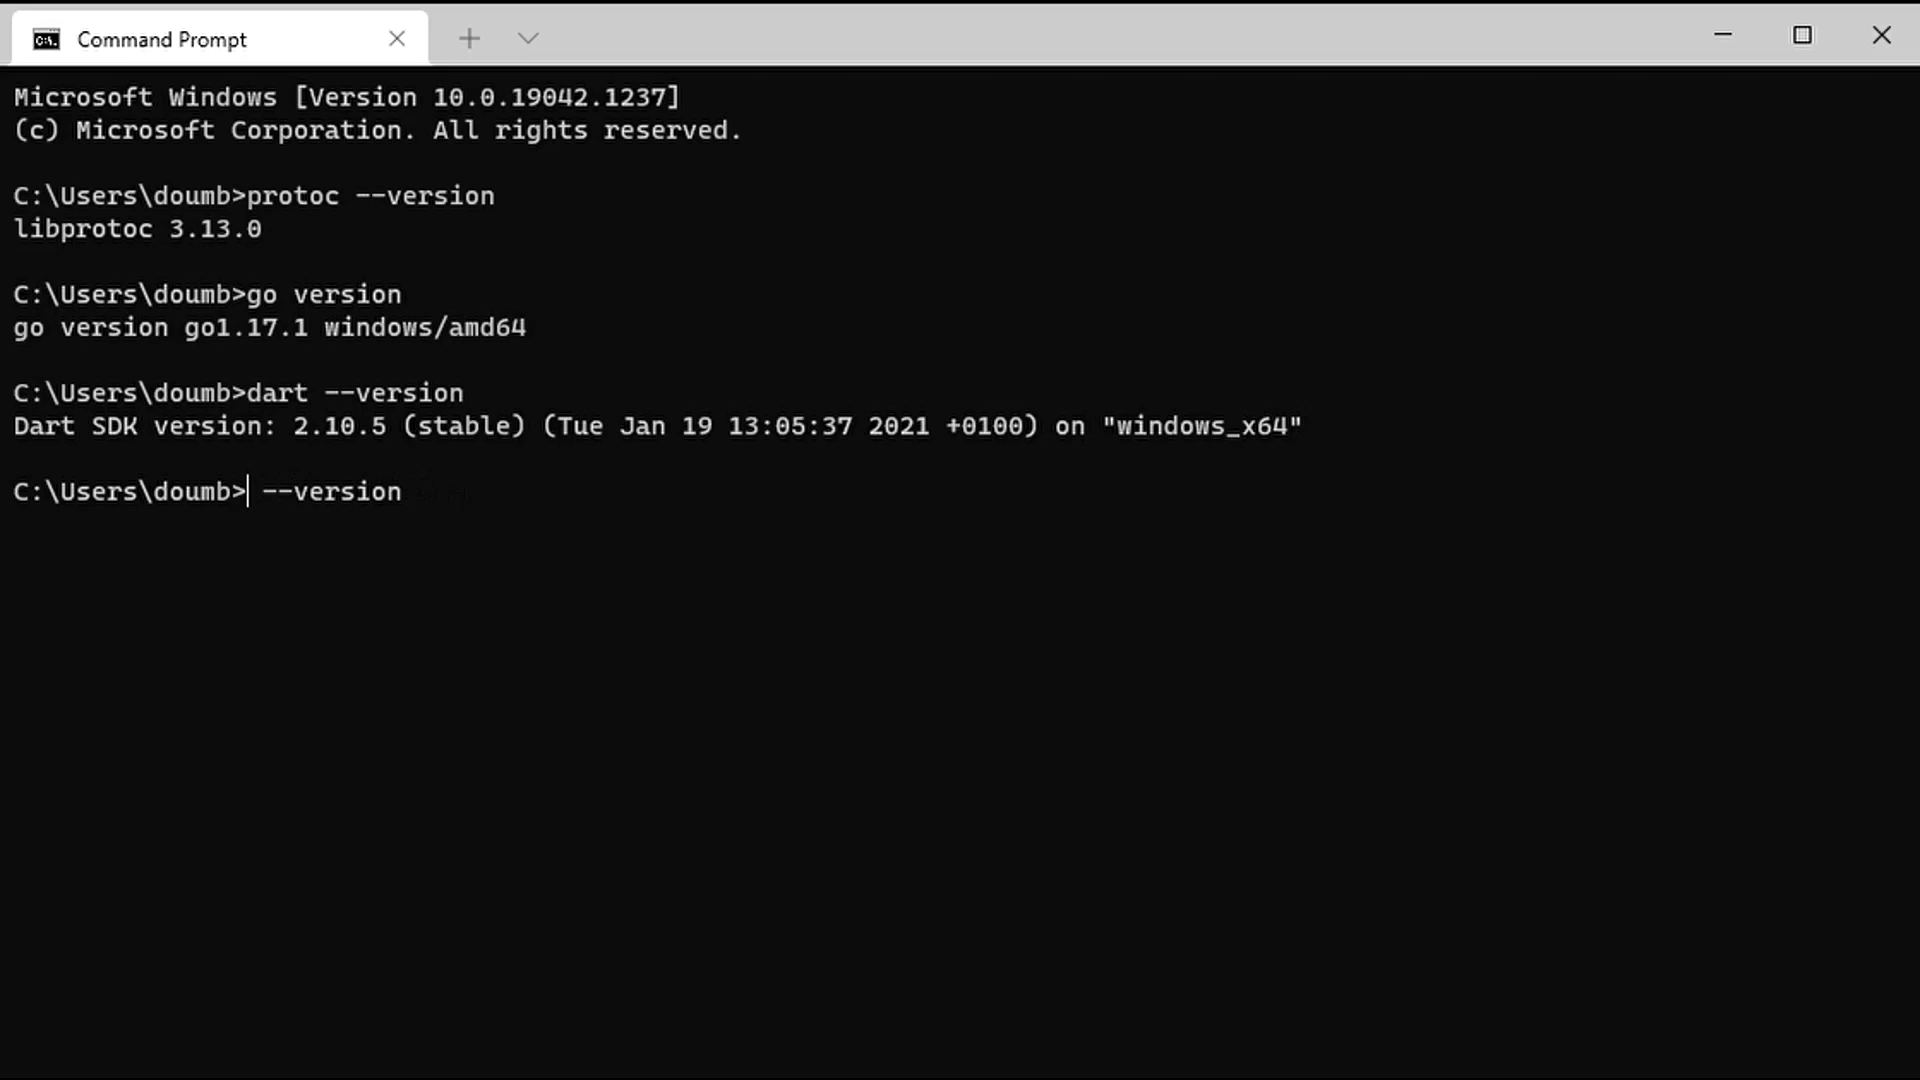 Command Prompt
Microsoft Windows [Version 10.0.19042.1237]
(c) Microsoft Corporation. All rights reserved.
C:\Users\doumb>protoc --version
libprotoc 3.13.0
C:\Users\doumb>go version
go version go1.17.1 windows/amd64
C:\Users\doumb>dart --version
Dart SDK version: 2.10.5 (stable) (Tue Jan 19 13:05:37 2021 +0100) on "windows_x64"
C:\Users\doumb> --version